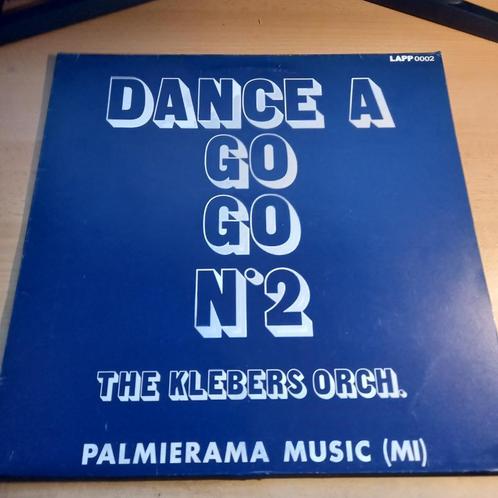 LAPP 0002
DANCE A
GO
GO
N°2
THE KLEBERS ORCH.
PALMIERAMA MUSIC (MI)